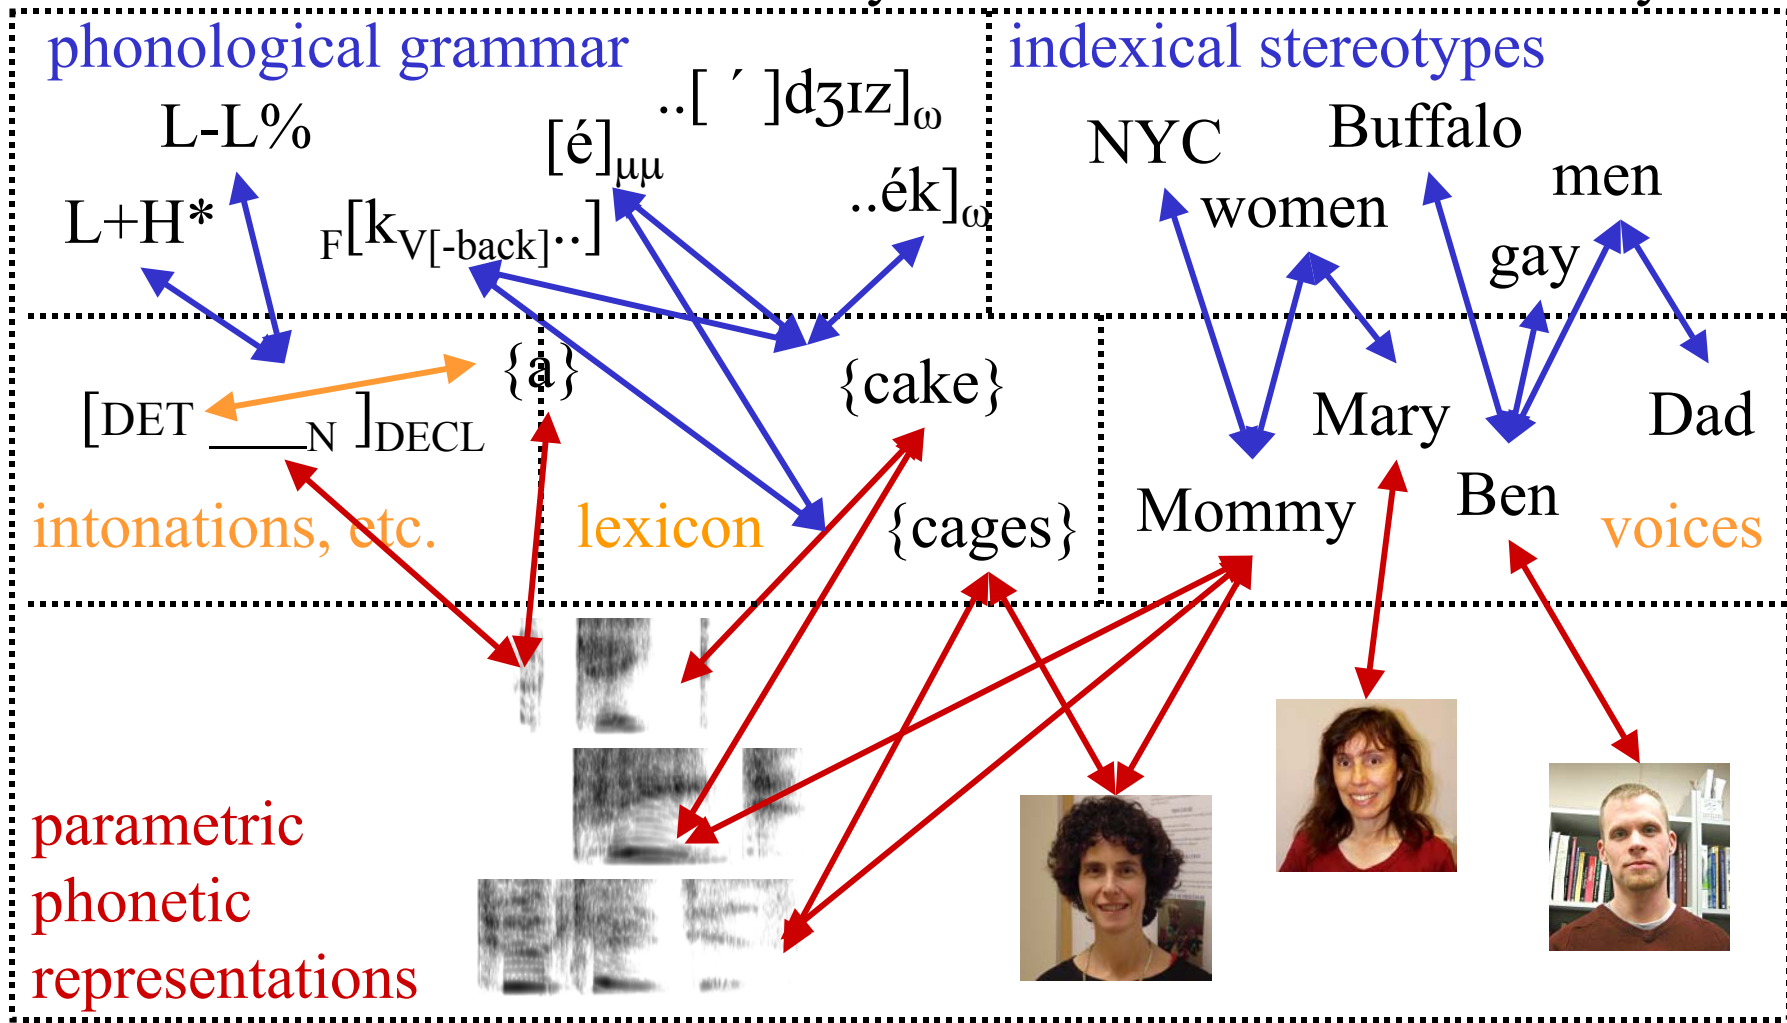 phonological grammar
indexical stereotypes
L-L%
[é]μμ
..[ ´ ]dʒɪz]ω
NYC
Buffalo
L+H*
F[kV[-back]..]
..ék]ω
women
men
gay
{a}
{cake}
[DET ____N ]DECL
Mary
Dad
intonations, etc.
lexicon
{cages}
Mommy
Ben
voices
parametric
phonetic
representations